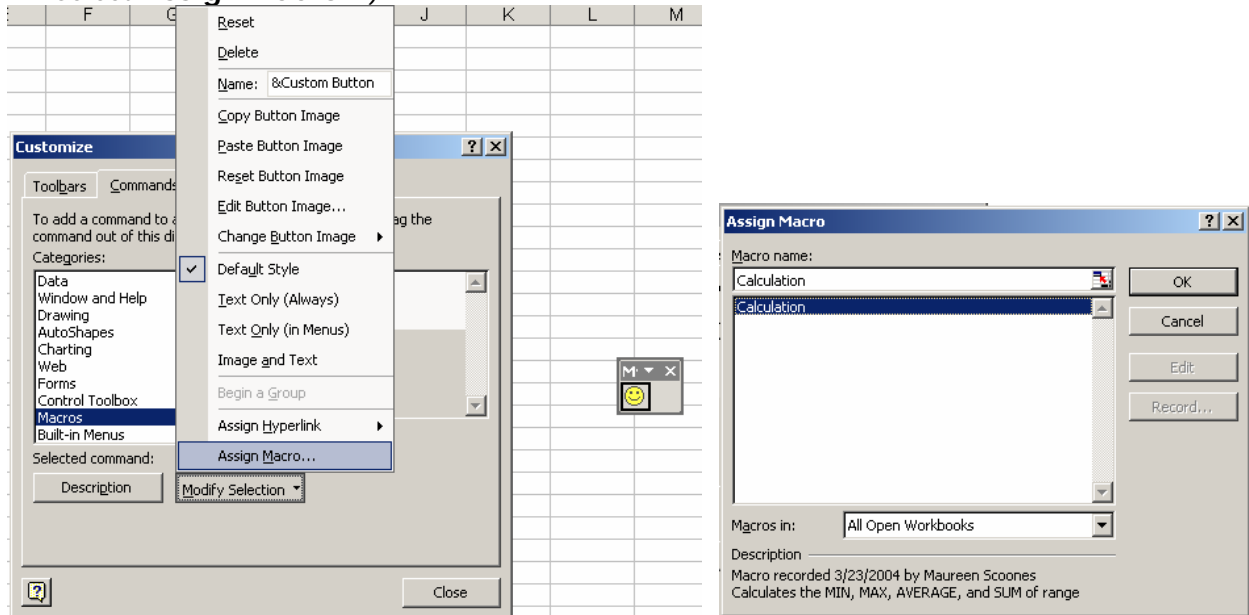 F G J K L M
Reset
Delete
Name: &Custom Button
Copy Button Image
Paste Button Image
Reset Button Image
Edit Button Image...
Change Button Image
Default Style
Text Only (Always)
Text Only (in Menus)
Image and Text
Begin a Group
Assign Hyperlink
Assign Macro...
Customize
Toolbars Commands
To add a command to a ag the
command out of this di
Categories:
Data
Window and Help
Drawing
AutoShapes
Charting
Web
Forms
Control Toolbox
Macros
Built-in Menus
Selected command:
Description Modify Selection
Close
M
Assign Macro
Macro name:
Calculation
Calculation
OK
Cancel
Edit
Record...
Macros in: All Open Workbooks
Description
Macro recorded 3/23/2004 by Maureen Scoones
Calculates the MIN, MAX, AVERAGE, and SUM of range